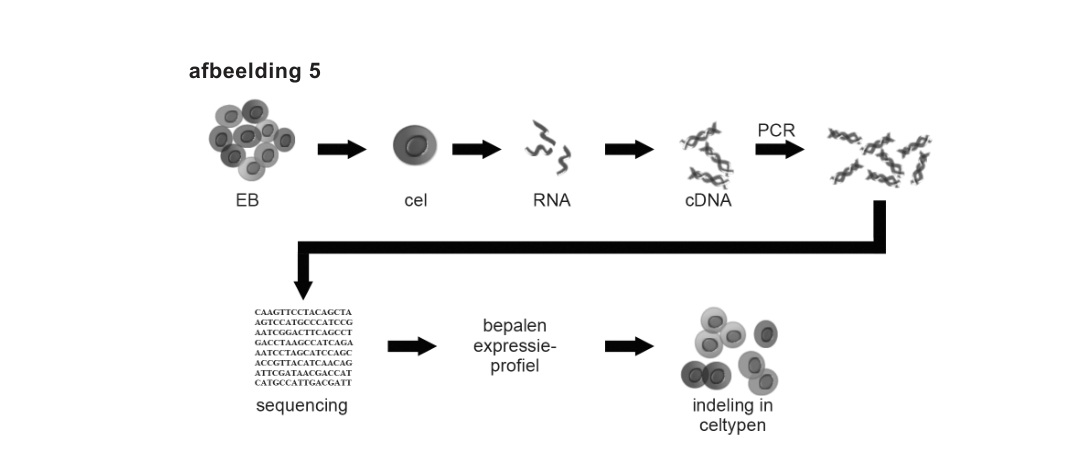 afbeelding 5
PCR
EB
cel
RNA
cDNA
CAAGTTCCTACAGCTA
AGTCCATGCCCATCCG
AATCGGACTTCAGCCT
GACCTAAGCCATCAGA
AATCCTAGCATCCAGC
ACCGTTACATCAACAG
ATTCGATAACGACCAT
CATGCCATTGACGATT
sequencing
bepalen
expressie-
profiel
indeling in
celtypen